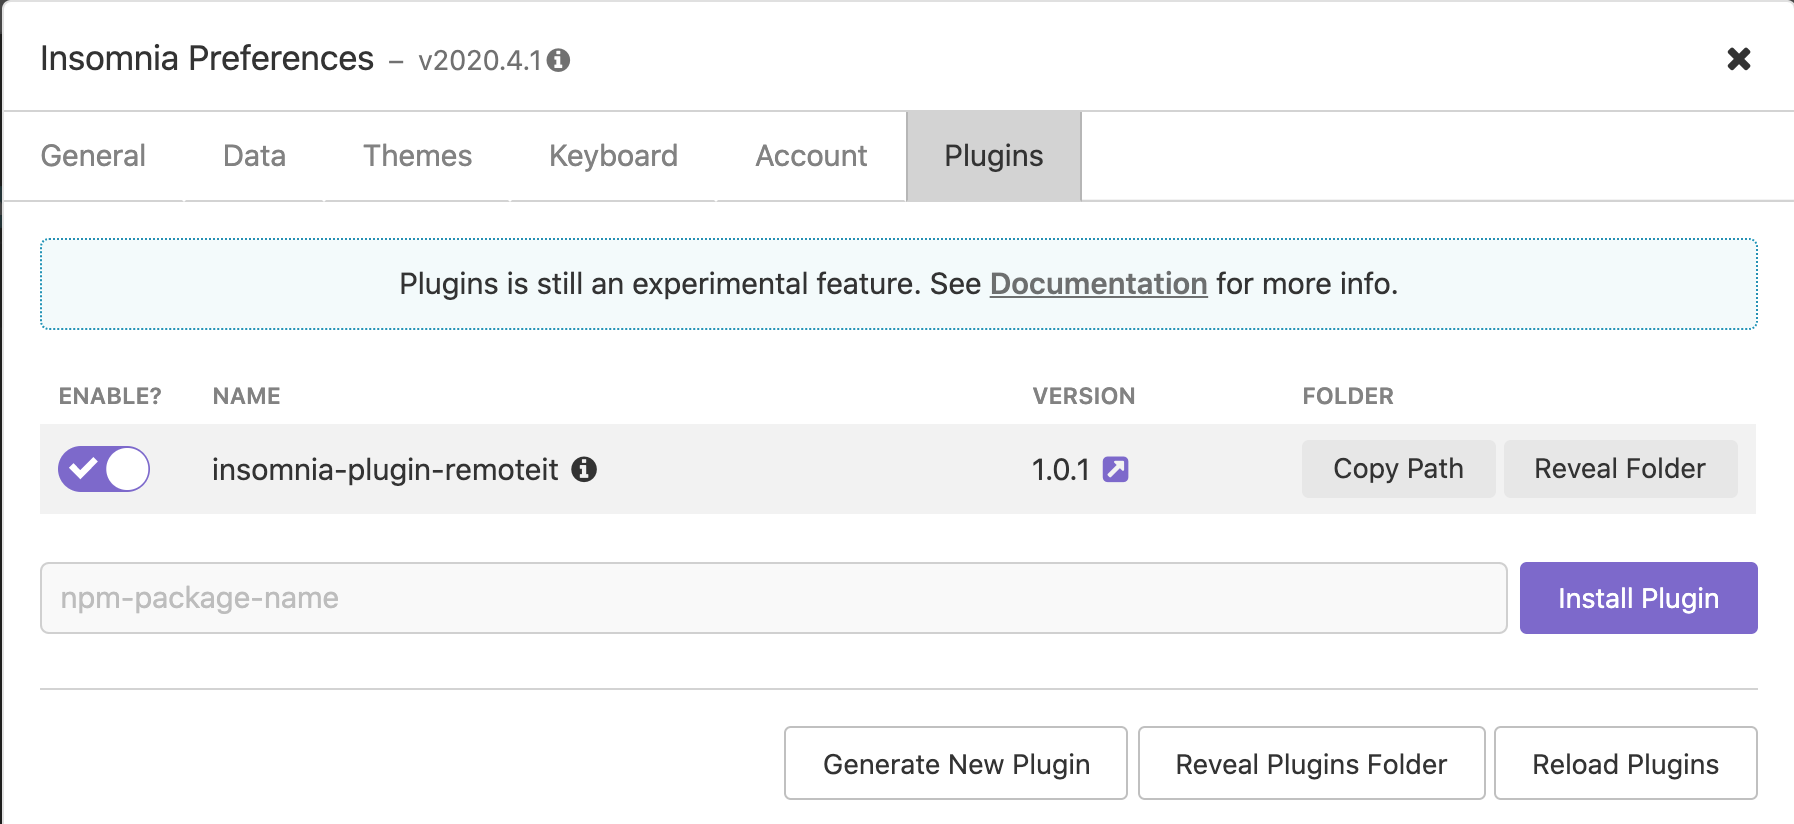 Insomnia Preferences – v2020.4.1
General Data Themes Keyboard Account Plugins
Plugins is still an experimental feature. See Documentation for more info.
ENABLE? NAME VERSION FOLDER
insomnia-plugin-remoteit 1.0.1 Copy Path Reveal Folder
npm-package-name Install Plugin
Generate New Plugin Reveal Plugins Folder Reload Plugins